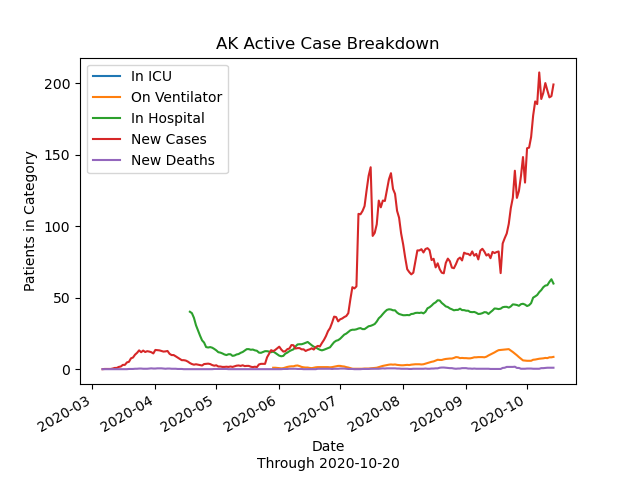 AK Active Case Breakdown
In ICU
On Ventilator
In Hospital
New Cases
New Deaths
Patients in Category
200
150
100
50
0
2020-03
2020-04
2020-05
2020-06
2020-07
2020-08
2020-09
2020-10
Date
Through 2020-10-20